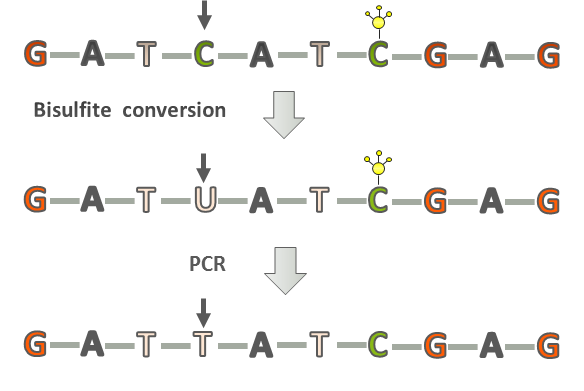 G A T C A T C G A G
Bisulfite conversion
G A T U A T C G A G
PCR
G A T T A T C G A G